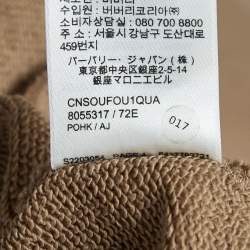 수입원 : 버버리코리아㈜
소비자상담실 : 080 700 8800
주소 : 서울시 강남구 도산대로
459번지
バーバリー・ジャパン(株)
東京都中央区銀座2-5-14
銀座マロニエビル
CNSOUFOU1QUA
8055317 / 72E
POHK / AJ
017